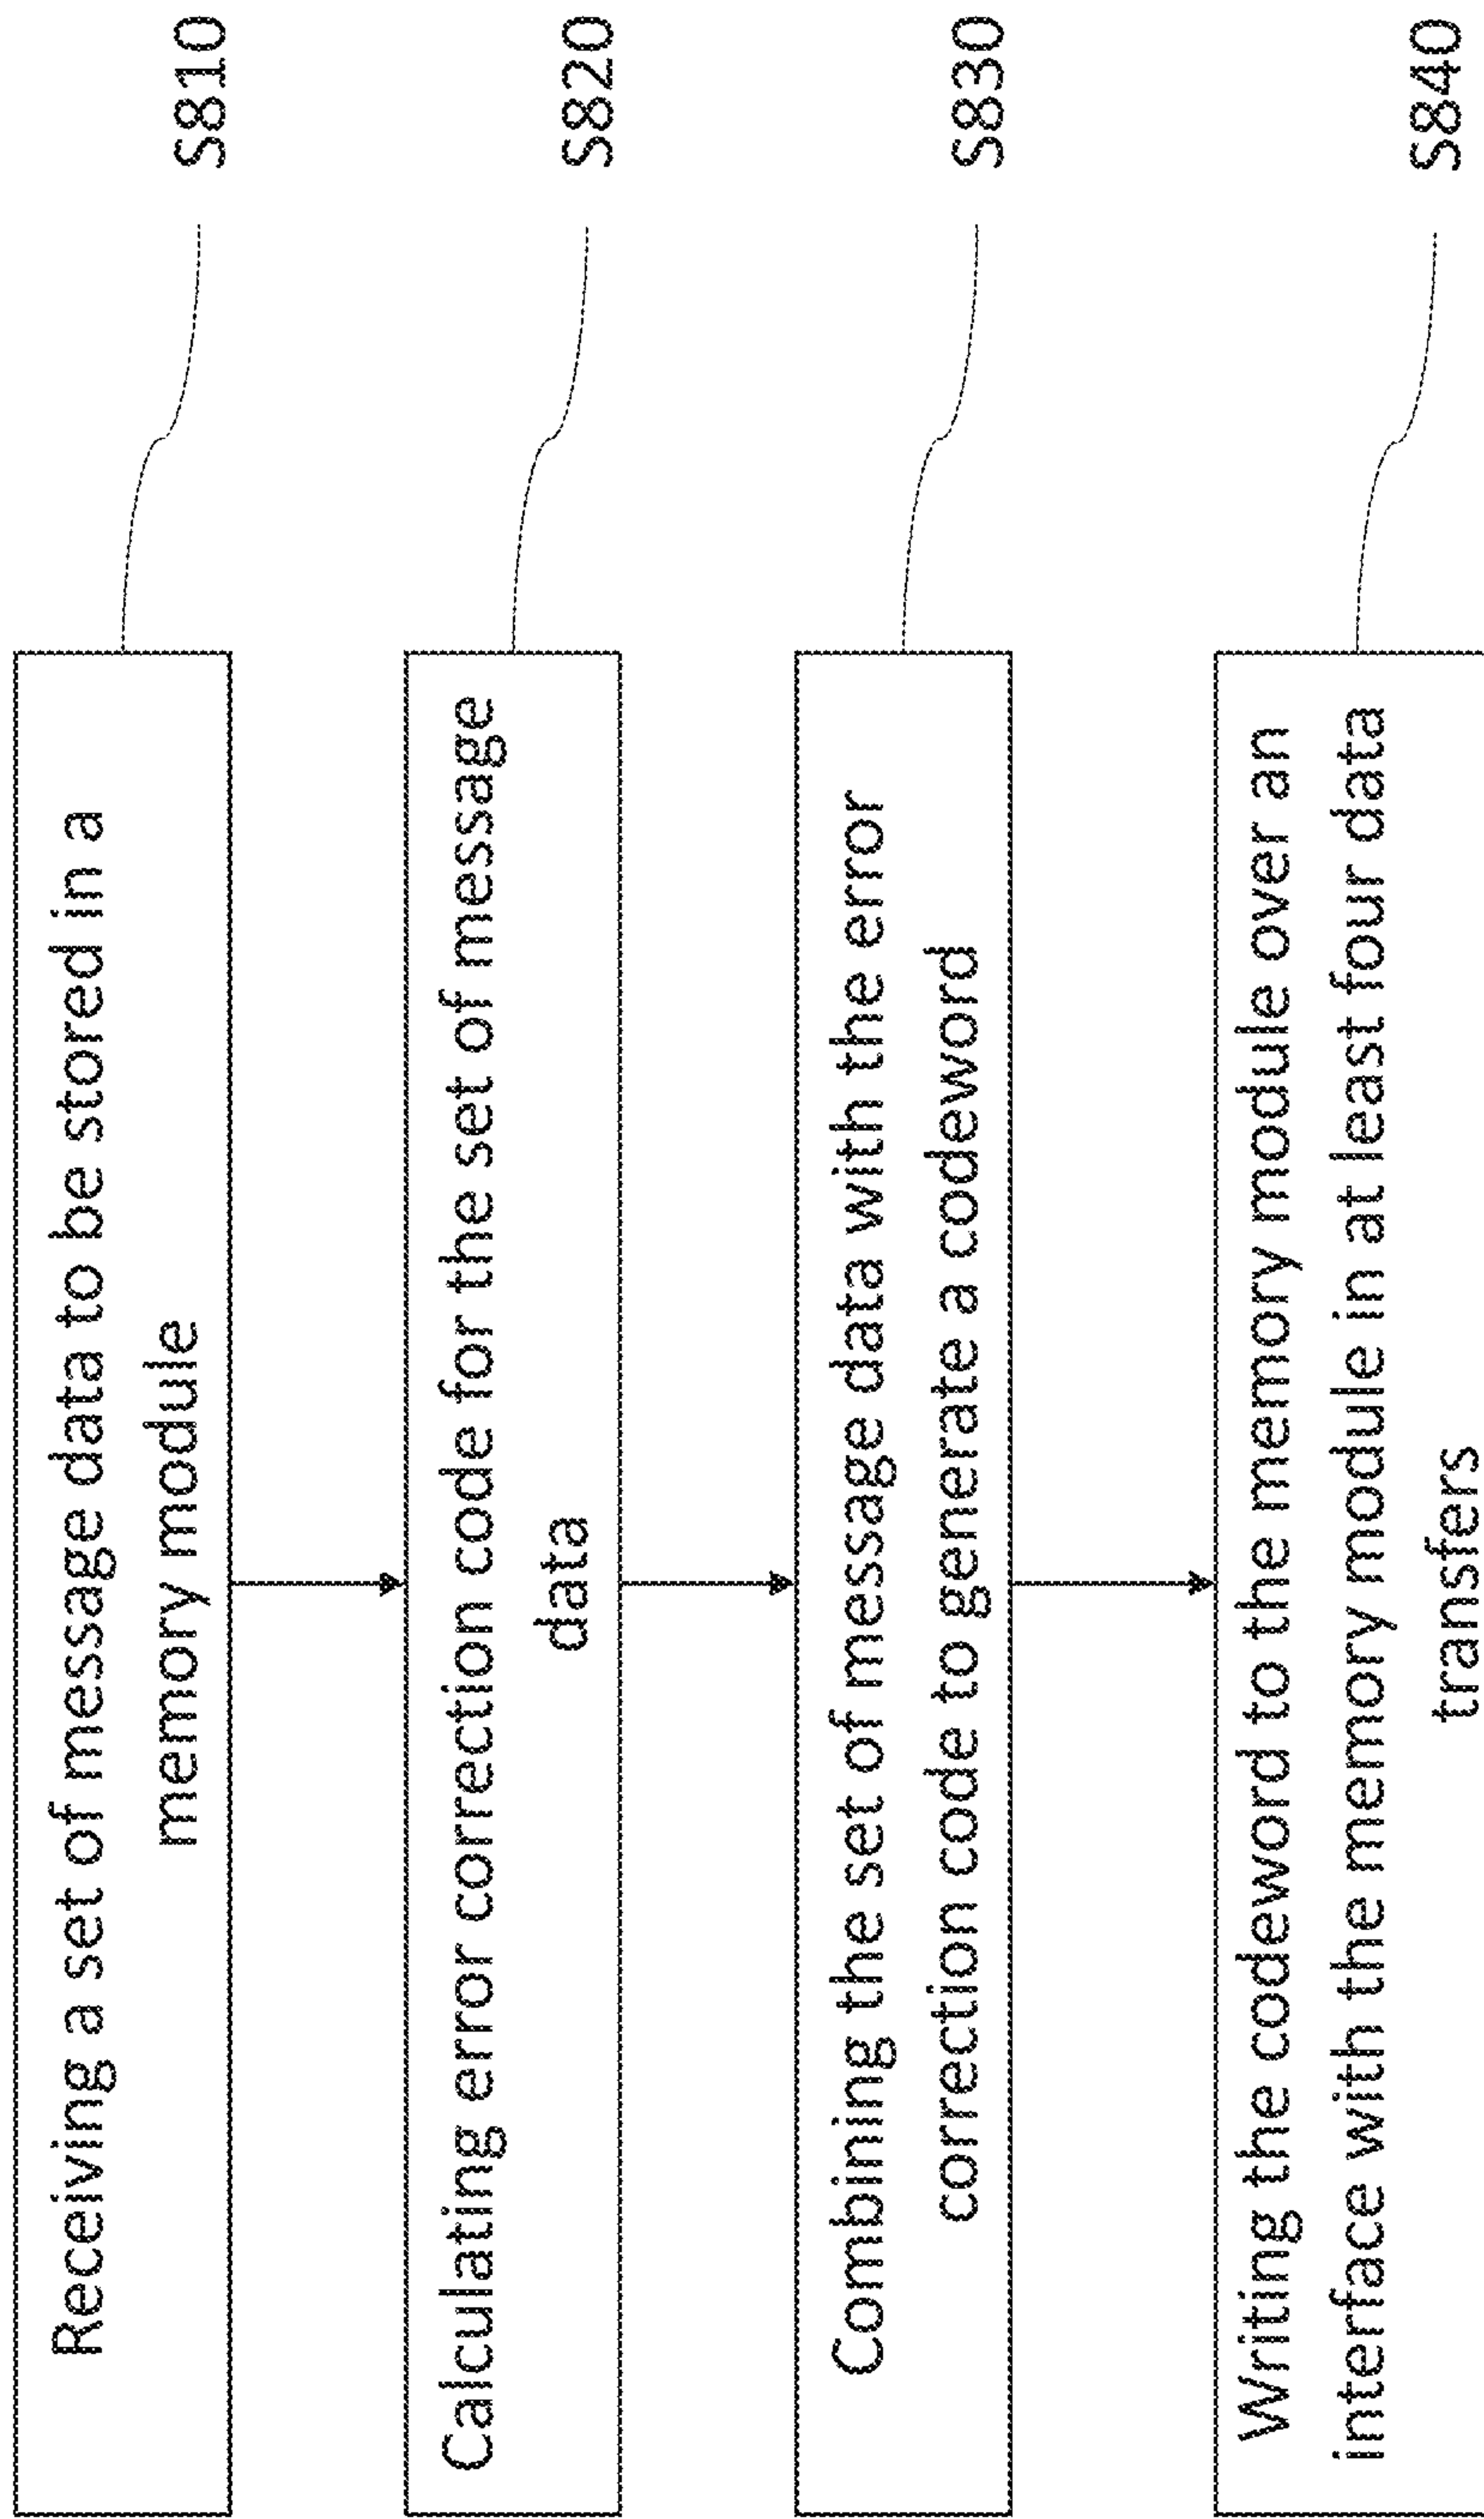 Receiving a set of message data to be stored in a
memory module
S810
Calculating error correction code for the set of message
data
S820
Combining the set of message data with the error
correction code to generate a codeword
S830
Writing the codeword to the memory module over an
interface with the memory module in at least four data
transfers
S840